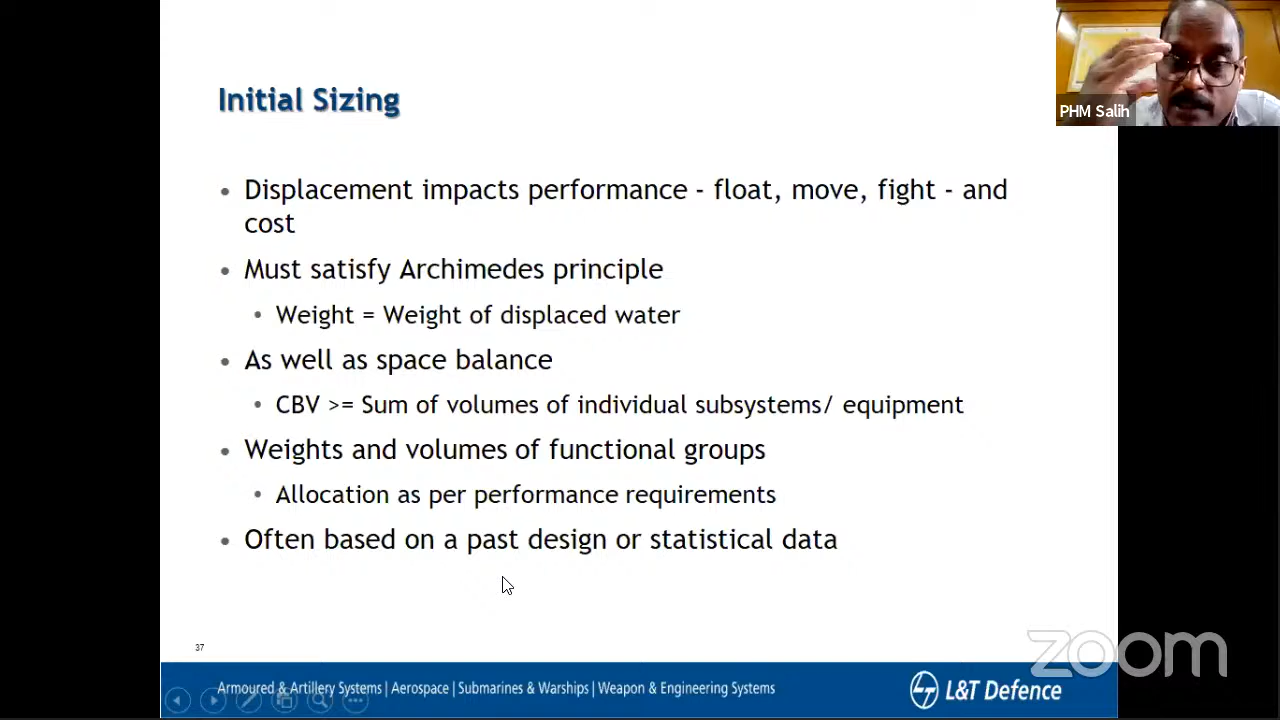 Initial Sizing
PHM Salih
• Displacement impacts performance - float, move, fight - and
cost
• Must satisfy Archimedes principle
• Weight = Weight of displaced water
• As well as space balance
• CBV >= Sum of volumes of individual subsystems/ equipment
• Weights and volumes of functional groups
• Allocation as per performance requirements
• Often based on a past design or statistical data
37
zoom
Armoured & Artillery Systems | Aerospace | Submarines & Warships | Weapon & Engineering Systems
L&T Defence